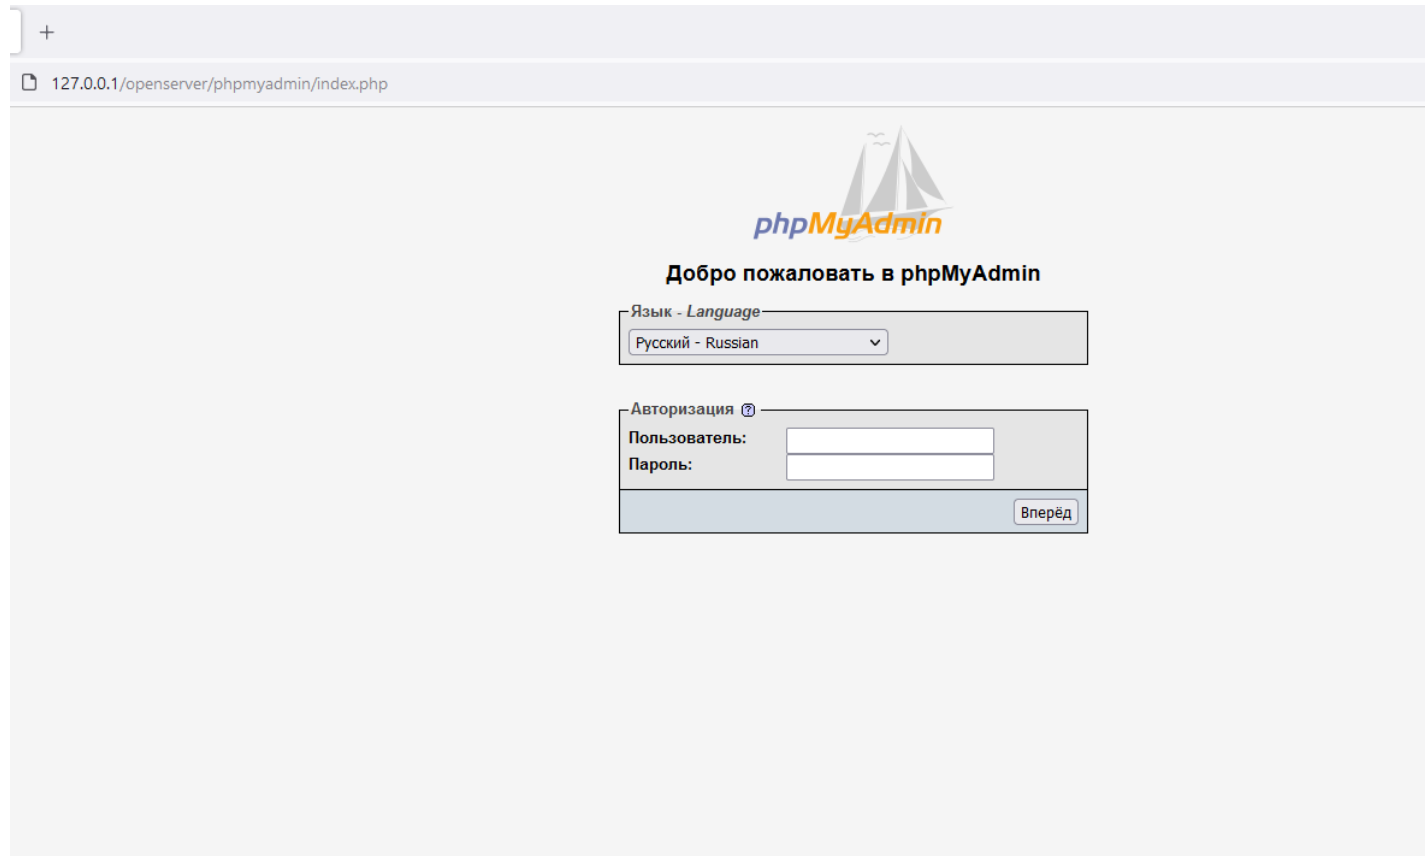 127.0.0.1/openserver/phpmyadmin/index.php
phpMyAdmin
Добро пожаловать в phpMyAdmin
Язык - Language
Русский - Russian
Авторизация
Пользователь:
Пароль:
Вперёд